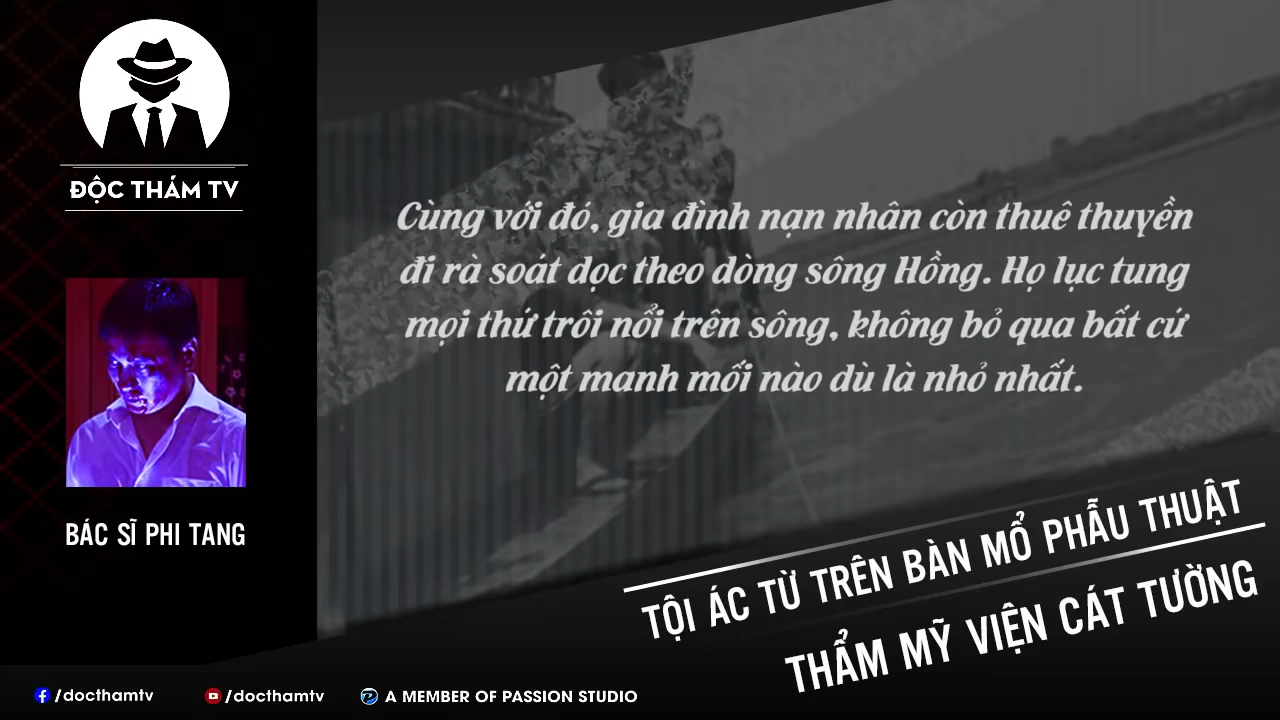 ĐỘC THÁM TV
BÁC SĨ PHI TANG
Cùng với đó, gia đình nạn nhân còn thuê thuyền
đi rà soát dọc theo dòng sông Hồng. Họ lục tung
mọi thứ trôi nổi trên sông, không bỏ qua bất cứ
một manh mối nào dù là nhỏ nhất.
TỘI ÁC TỪ TRÊN BÀN MỔ PHẪU THUẬT
THẨM MỸ VIỆN CÁT TƯỜNG
/docthamtv
/docthamtv
A MEMBER OF PASSION STUDIO